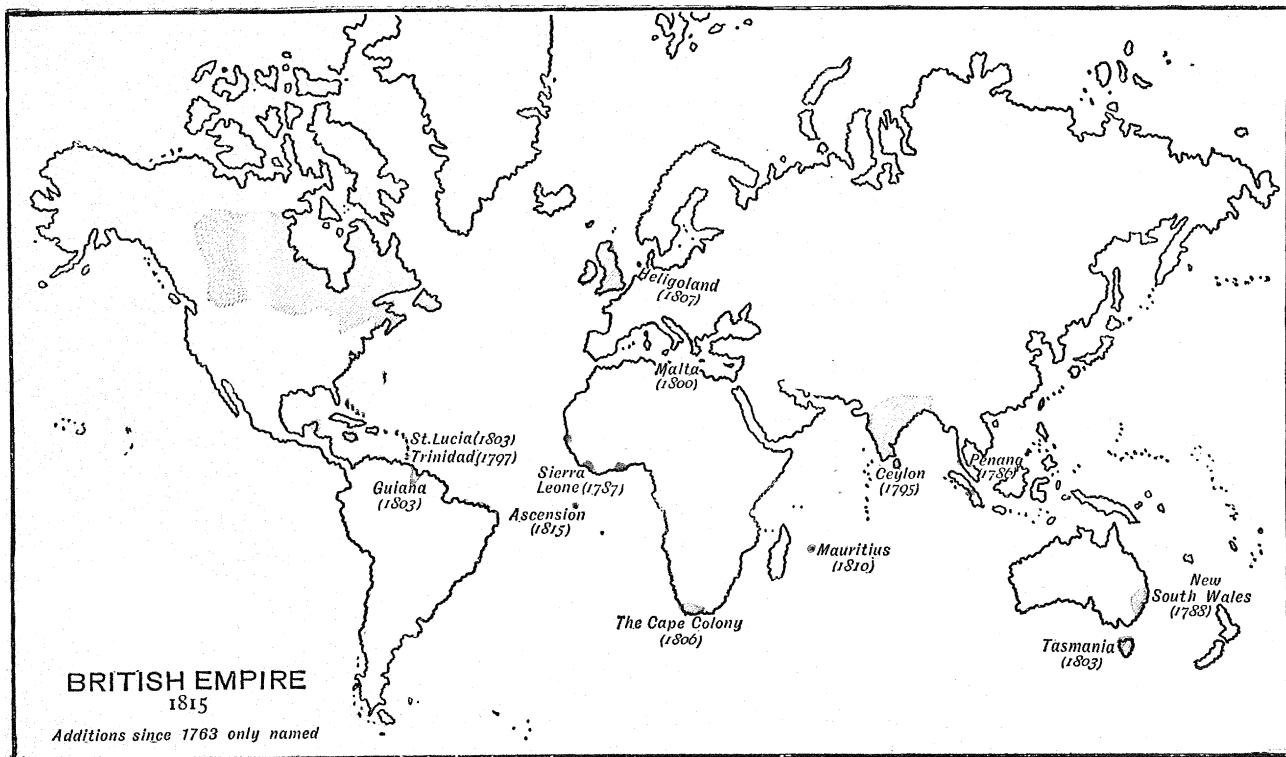 Heligoland
(1807)
Malta
(1800)
St. Lucia (1803)
Trinidad (1797)
Guiana
(1803)
Sierra
Leone (1787)
Ascension
(1815)
Ceylon
(1795)
Penang
(1786)
Mauritius
(1810)
New
South Wales
(1788)
The Cape Colony
(1806)
Tasmania
(1803)
BRITISH EMPIRE
1815
Additions since 1763 only named